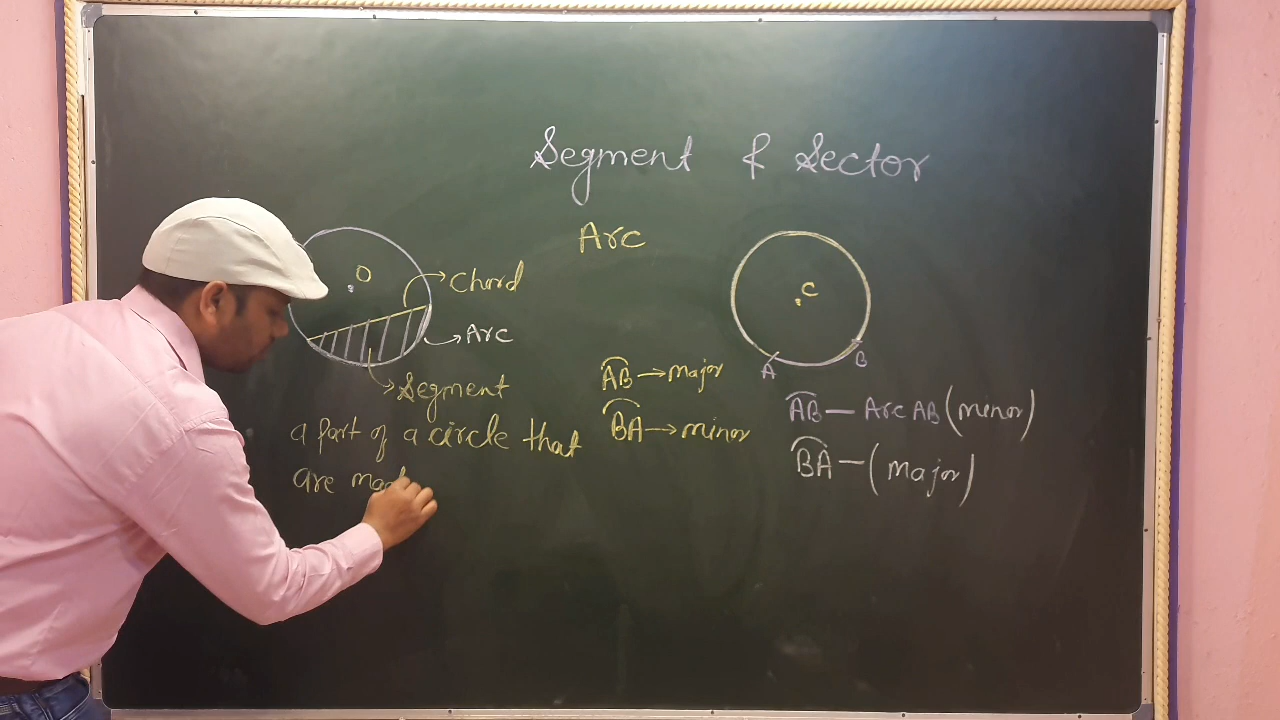 Segment & Sector
Arc
O
Chord
Arc
Segment
a part of a circle that
are mad
AB → major
BA → minor
C
A
B
AB — Arc AB (minor)
BA — (Major)